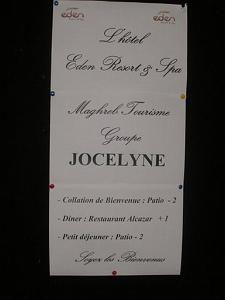 eden eden
L'hôtel
Eden Resort & Spa
Maghreb Tourisme
Groupe
JOCELYNE
- Collation de Bienvenue : Patio - 2
- Diner : Restaurant Alcazar + 1
- Petit déjeuner : Patio - 2
Soyez les Bienvenus